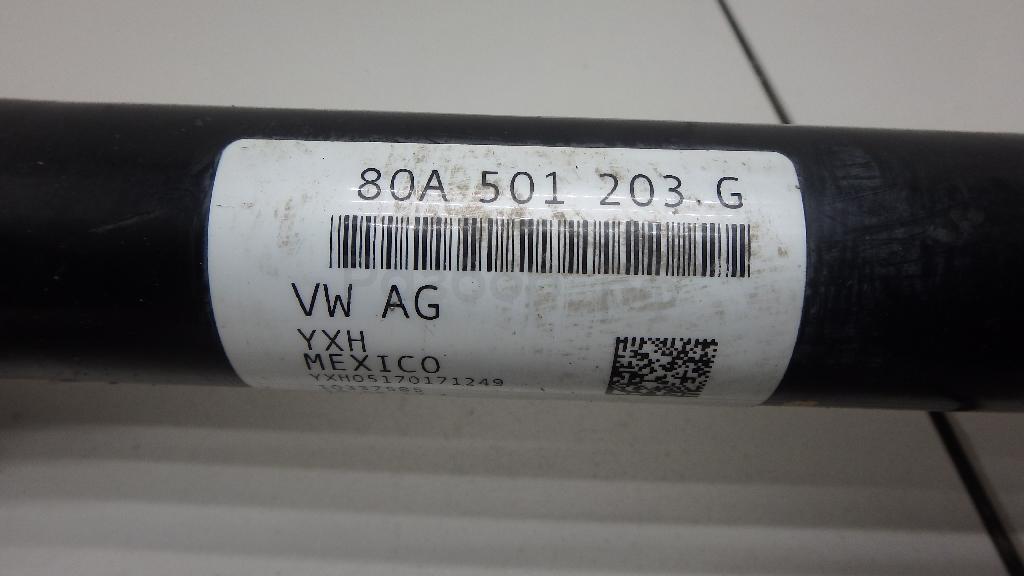 80A 501 203 G
VW AG
YXH
MEXICO
YXH05170171249